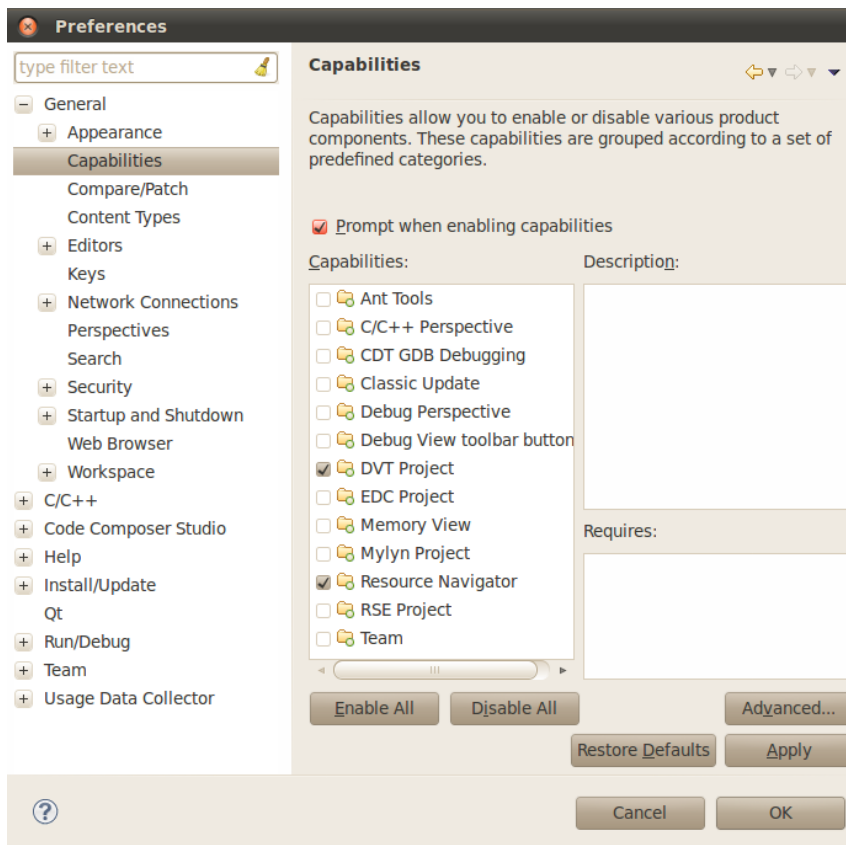 Preferences
type filter text
General
Appearance
Capabilities
Compare/Patch
Content Types
Editors
Keys
Network Connections
Perspectives
Search
Security
Startup and Shutdown
Web Browser
Workspace
C/C++
Code Composer Studio
Help
Install/Update
Qt
Run/Debug
Team
Usage Data Collector
Capabilities
Capabilities allow you to enable or disable various product
components. These capabilities are grouped according to a set of
predefined categories.
Prompt when enabling capabilities
Capabilities:
Ant Tools
C/C++ Perspective
CDT GDB Debugging
Classic Update
Debug Perspective
Debug View toolbar button
DVT Project
EDC Project
Memory View
Mylyn Project
Resource Navigator
RSE Project
Team
Description:
Requires:
Enable All
Disable All
Advanced...
Restore Defaults
Apply
Cancel
OK